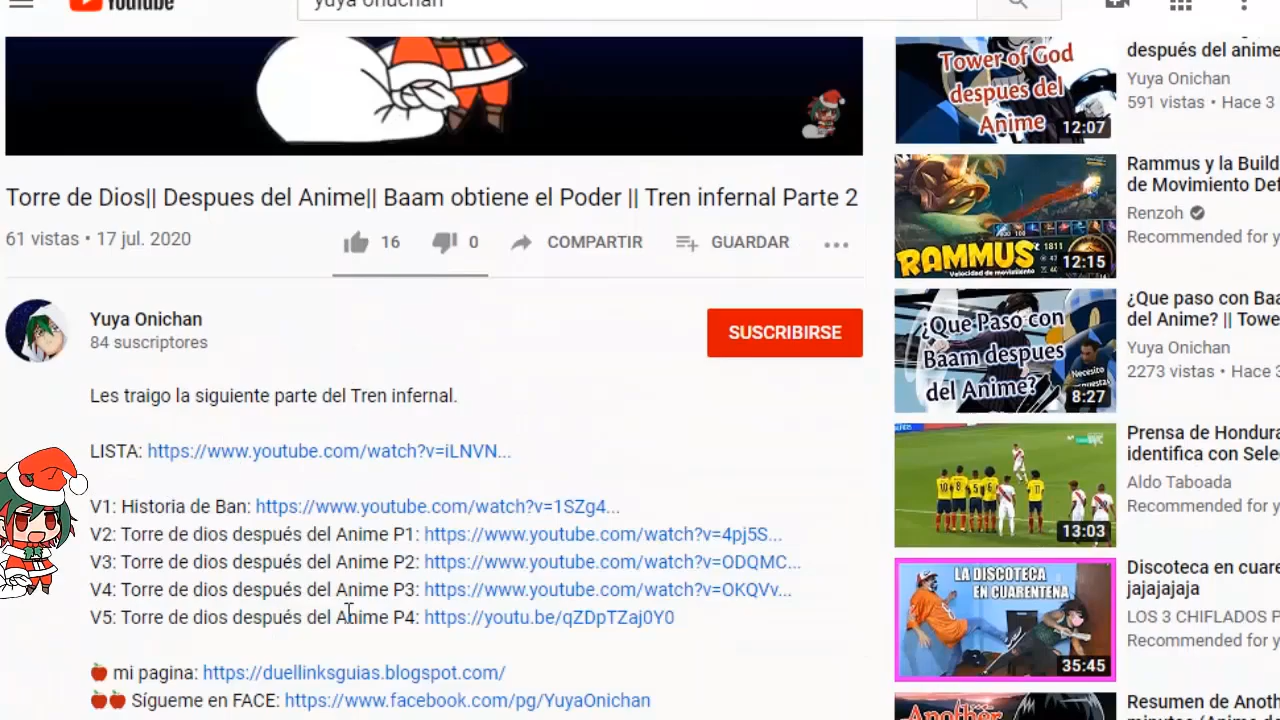 YouTube
yuya onuchan
Torre de Dios|| Despues del Anime|| Baam obtiene el Poder || Tren infernal Parte 2
61 vistas • 17 jul. 2020
16
0
COMPARTIR
GUARDAR
Yuya Onichan
84 suscriptores
SUSCRIBIRSE
Les traigo la siguiente parte del Tren infernal.
LISTA: https://www.youtube.com/watch?v=iLNVN...
V1: Historia de Ban: https://www.youtube.com/watch?v=1SZg4...
V2: Torre de dios después del Anime P1: https://www.youtube.com/watch?v=4pj5S...
V3: Torre de dios después del Anime P2: https://www.youtube.com/watch?v=ODQMC...
V4: Torre de dios después del Anime P3: https://www.youtube.com/watch?v=OKQVv...
V5: Torre de dios después del Anime P4: https://youtu.be/qZDpTZaj0Y0
mi pagina: https://duellinksguias.blogspot.com/
Sígueme en FACE: https://www.facebook.com/pg/YuyaOnichan
Tower of God
despues del
Anime
12:07
después del anime
Yuya Onichan
591 vistas • Hace 3
RAMMUS
Velocidad de movimiento
1811
12:15
Rammus y la Build
de Movimiento Def
Renzoh
Recommended for y
¿Que Paso con
Baam despues
del Anime?
Necesito
8:27
¿Que paso con Baa
del Anime? || Towe
Yuya Onichan
2273 vistas • Hace 3
13:03
Prensa de Hondura
identifica con Selec
Aldo Taboada
Recommended for y
LA DISCOTECA
EN CUARENTENA
35:45
Discoteca en cuare
jajajajaja
LOS 3 CHIFLADOS P
Recommended for y
Another
Resumen de Anoth